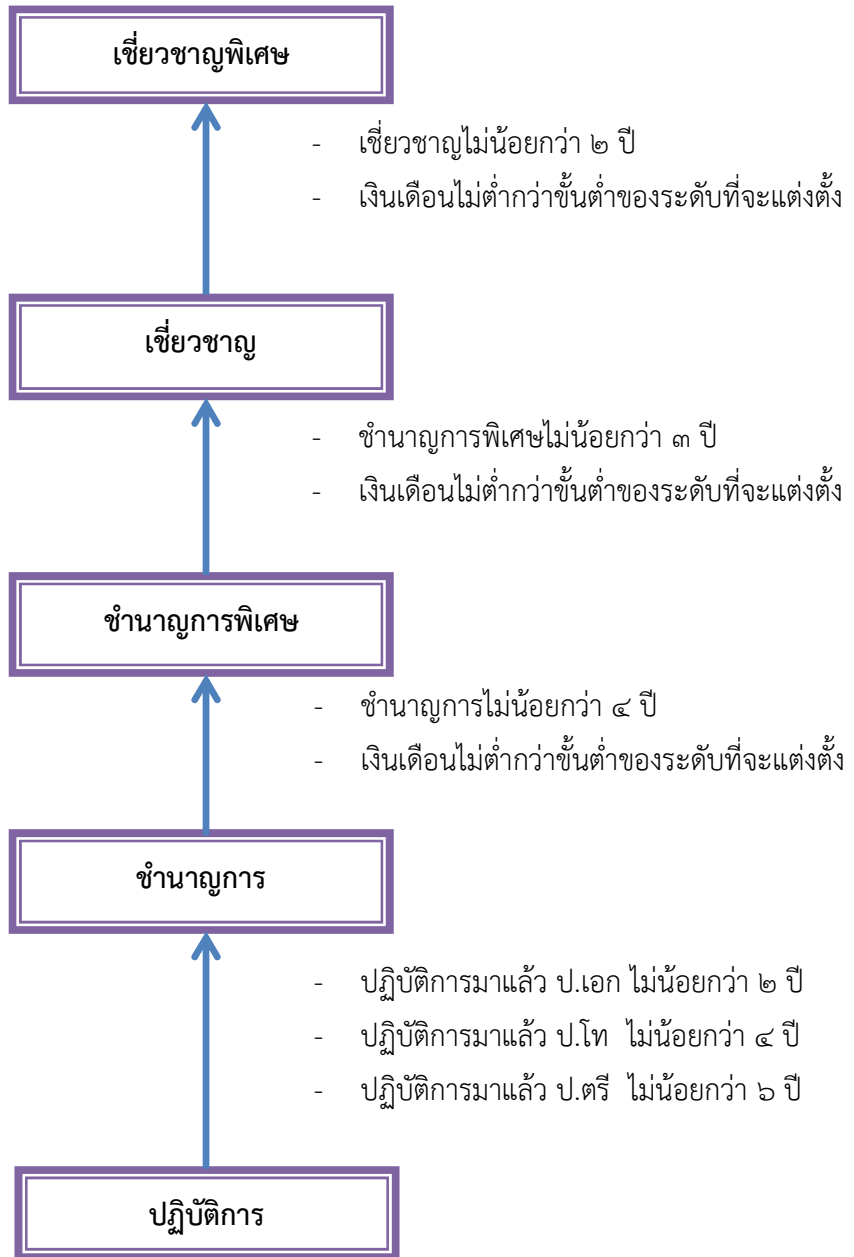 เชี่ยวชาญพิเศษ
- เชี่ยวชาญไม่น้อยกว่า ๒ ปี
- เงินเดือนไม่ต่ำกว่าขั้นต่ำของระดับที่จะแต่งตั้ง
เชี่ยวชาญ
- ชำนาญการพิเศษไม่น้อยกว่า ๓ ปี
- เงินเดือนไม่ต่ำกว่าขั้นต่ำของระดับที่จะแต่งตั้ง
ชำนาญการพิเศษ
- ชำนาญการไม่น้อยกว่า ๔ ปี
- เงินเดือนไม่ต่ำกว่าขั้นต่ำของระดับที่จะแต่งตั้ง
ชำนาญการ
- ปฏิบัติการมาแล้ว ป.เอก ไม่น้อยกว่า ๒ ปี
- ปฏิบัติการมาแล้ว ป.โท ไม่น้อยกว่า ๔ ปี
- ปฏิบัติการมาแล้ว ป.ตรี ไม่น้อยกว่า ๖ ปี
ปฏิบัติการ